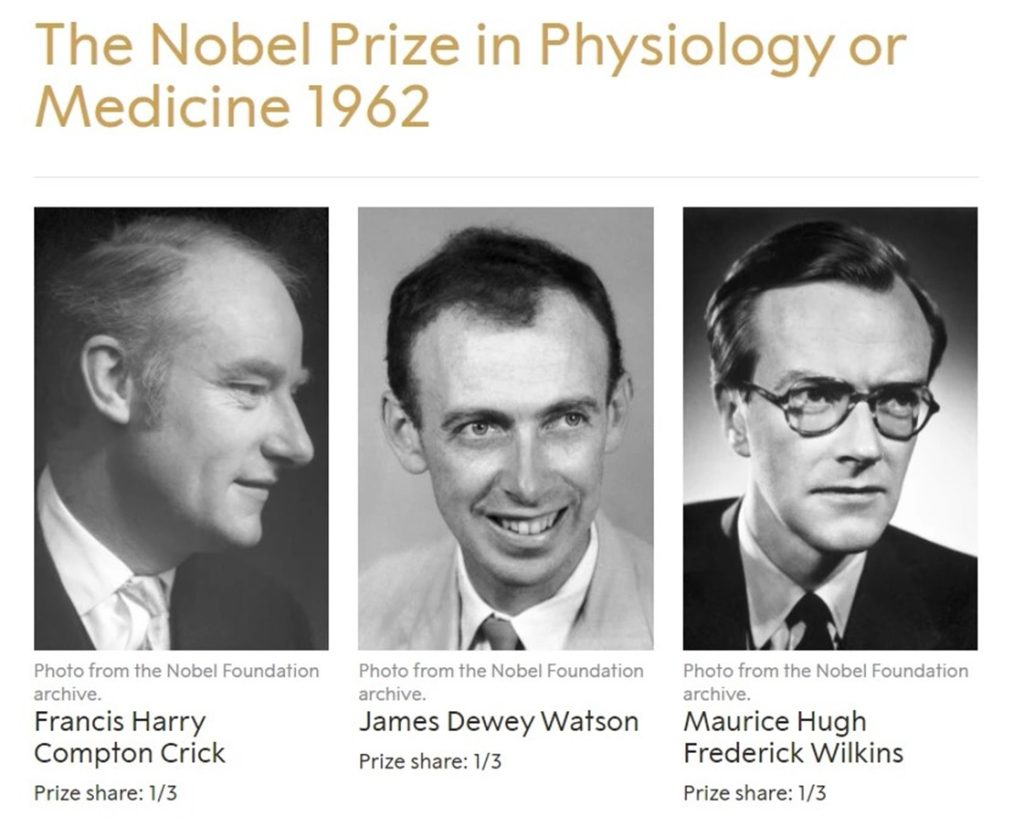 The Nobel Prize in Physiology or
Medicine 1962
Photo from the Nobel Foundation
archive.
Francis Harry
Compton Crick
Prize share: 1/3
Photo from the Nobel Foundation
archive.
James Dewey Watson
Prize share: 1/3
Photo from the Nobel Foundation
archive.
Maurice Hugh
Frederick Wilkins
Prize share: 1/3